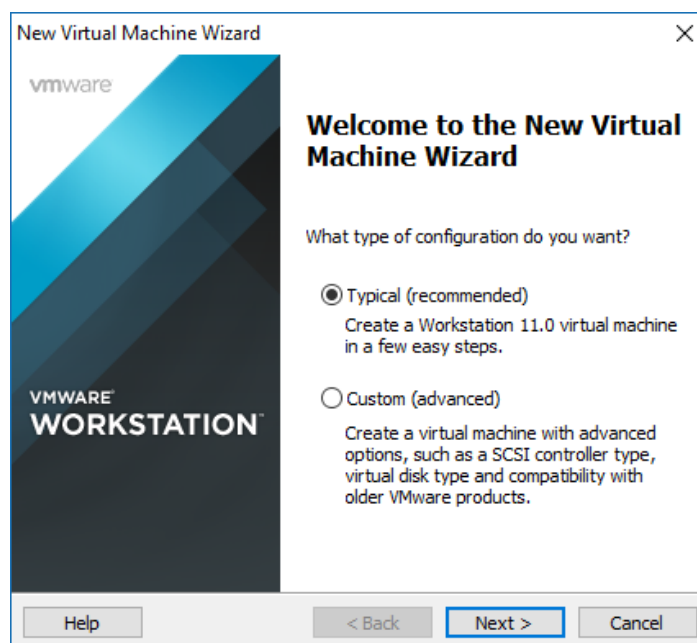 New Virtual Machine Wizard
vmware
Welcome to the New Virtual
Machine Wizard
What type of configuration do you want?
Typical (recommended)
Create a Workstation 11.0 virtual machine
in a few easy steps.
Custom (advanced)
Create a virtual machine with advanced
options, such as a SCSI controller type,
virtual disk type and compatibility with
older VMware products.
VMWARE®
WORKSTATION™
Help
< Back
Next >
Cancel